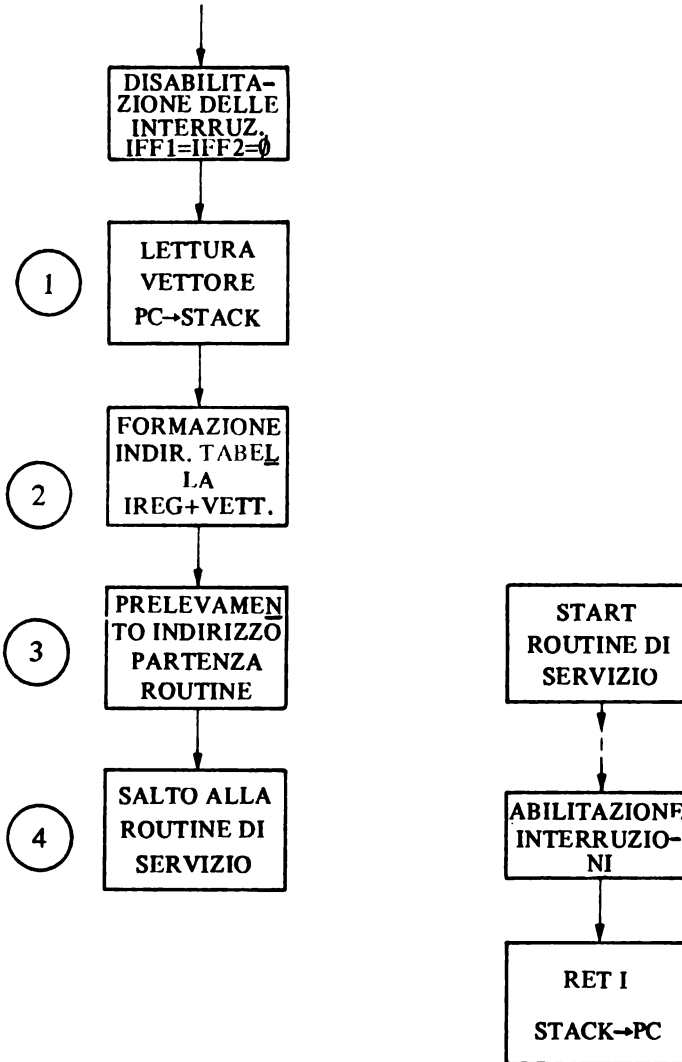 DISABILITA-
ZIONE DELLE
INTERRUZ.
IFF1=IFF2=∅
1
LETTURA
VETTORE
PC→STACK
2
FORMAZIONE
INDIR. TABEL
LA
IREG+VETT.
3
PRELEVAMEN
TO INDIRIZZO
PARTENZA
ROUTINE
4
SALTO ALLA
ROUTINE DI
SERVIZIO
START
ROUTINE DI
SERVIZIO
ABILITAZIONE
INTERRUZIO-
NI
RET I
STACK→PC